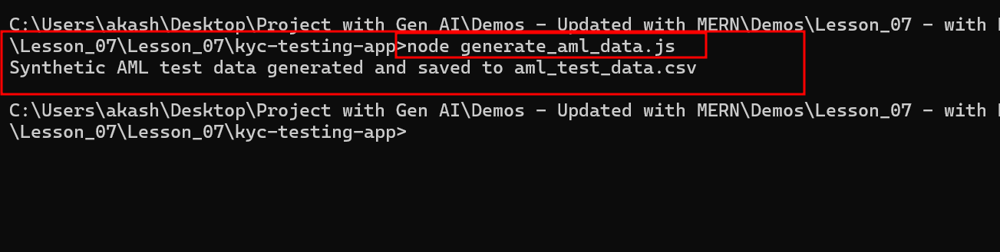 C:\Users\akash\Desktop\Project with Gen AI\Demos - Updated with MERN\Demos\Lesson_07 - with
\Lesson_07\Lesson_07\kyc-testing-app>node generate_aml_data.js
Synthetic AML test data generated and saved to aml_test_data.csv
C:\Users\akash\Desktop\Project with Gen AI\Demos - Updated with MERN\Demos\Lesson_07 - with
\Lesson_07\Lesson_07\kyc-testing-app>